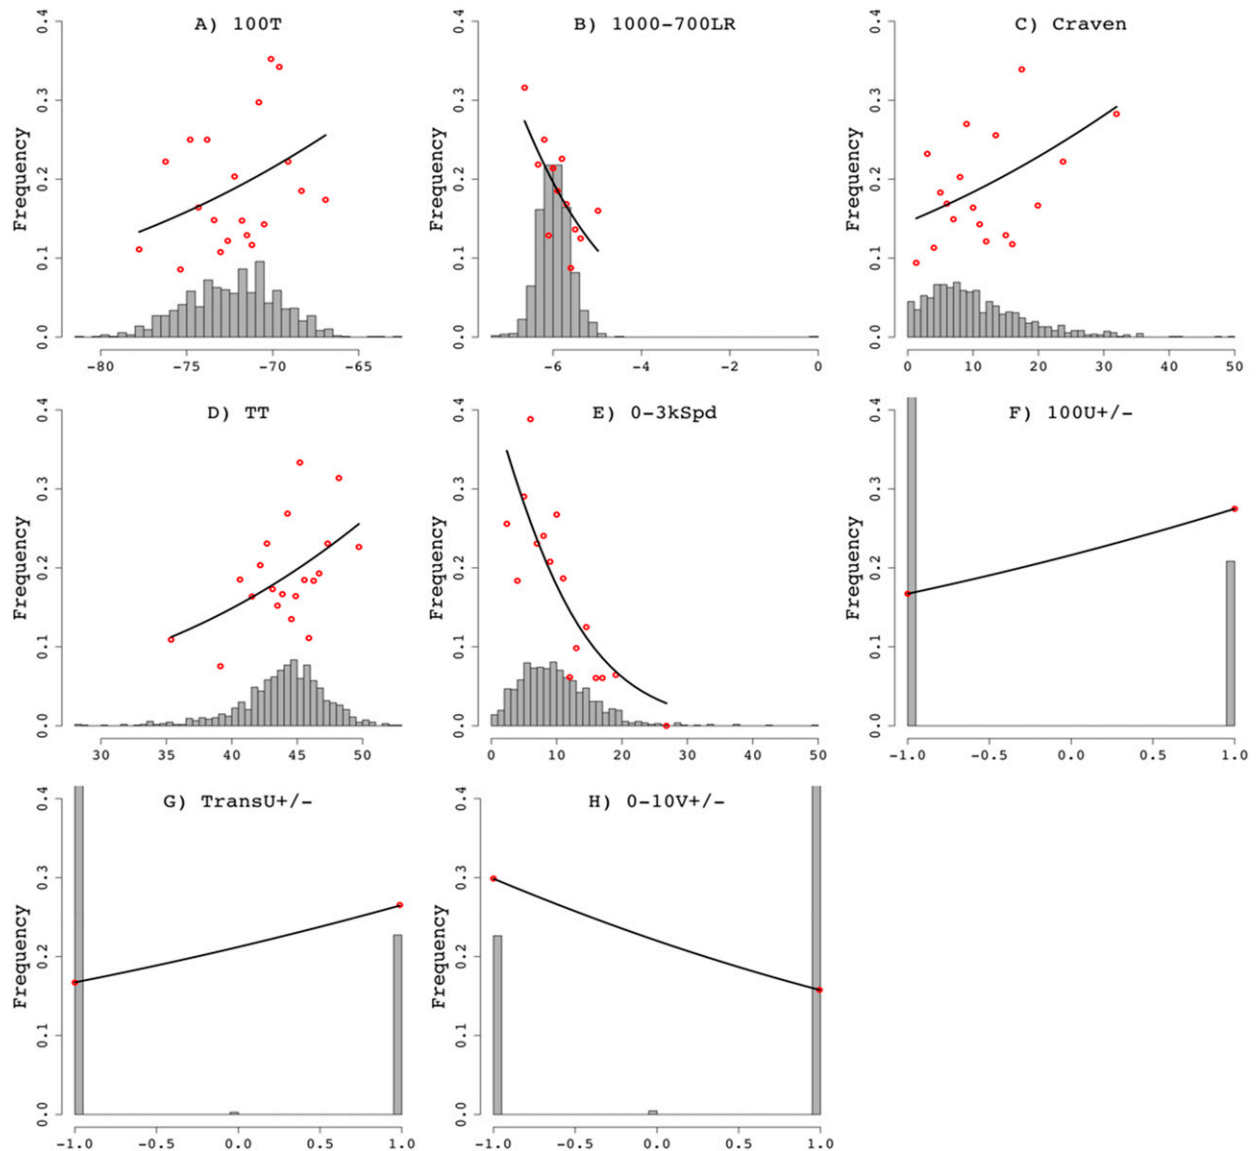 A) 100T
Frequency
0.0 0.1 0.2 0.3 0.4
-80 -75 -70 -65
B) 1000-700LR
Frequency
0.0 0.1 0.2 0.3 0.4
-6 -4 -2 0
C) Craven
Frequency
0.0 0.1 0.2 0.3 0.4
0 10 20 30 40 50
D) TT
Frequency
0.0 0.1 0.2 0.3 0.4
30 35 40 45 50
E) 0-3kSpd
Frequency
0.0 0.1 0.2 0.3 0.4
0 10 20 30 40 50
F) 100U+/-
Frequency
0.0 0.1 0.2 0.3 0.4
-1.0 -0.5 0.0 0.5 1.0
G) TransU+/-
Frequency
0.0 0.1 0.2 0.3 0.4
-1.0 -0.5 0.0 0.5 1.0
H) 0-10V+/-
Frequency
0.0 0.1 0.2 0.3 0.4
-1.0 -0.5 0.0 0.5 1.0